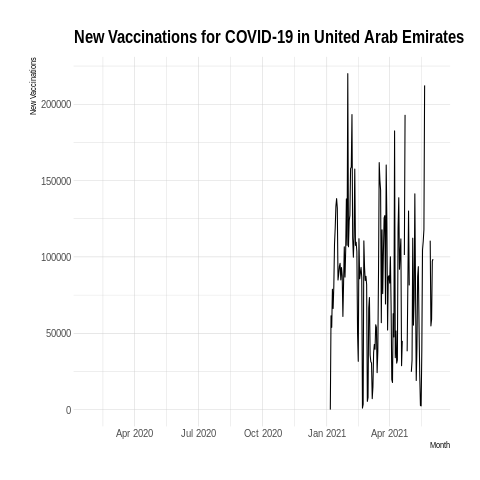 New Vaccinations for COVID-19 in United Arab Emirates
New Vaccinations
200000
150000
100000
50000
0
Apr 2020 Jul 2020 Oct 2020 Jan 2021 Apr 2021
Month